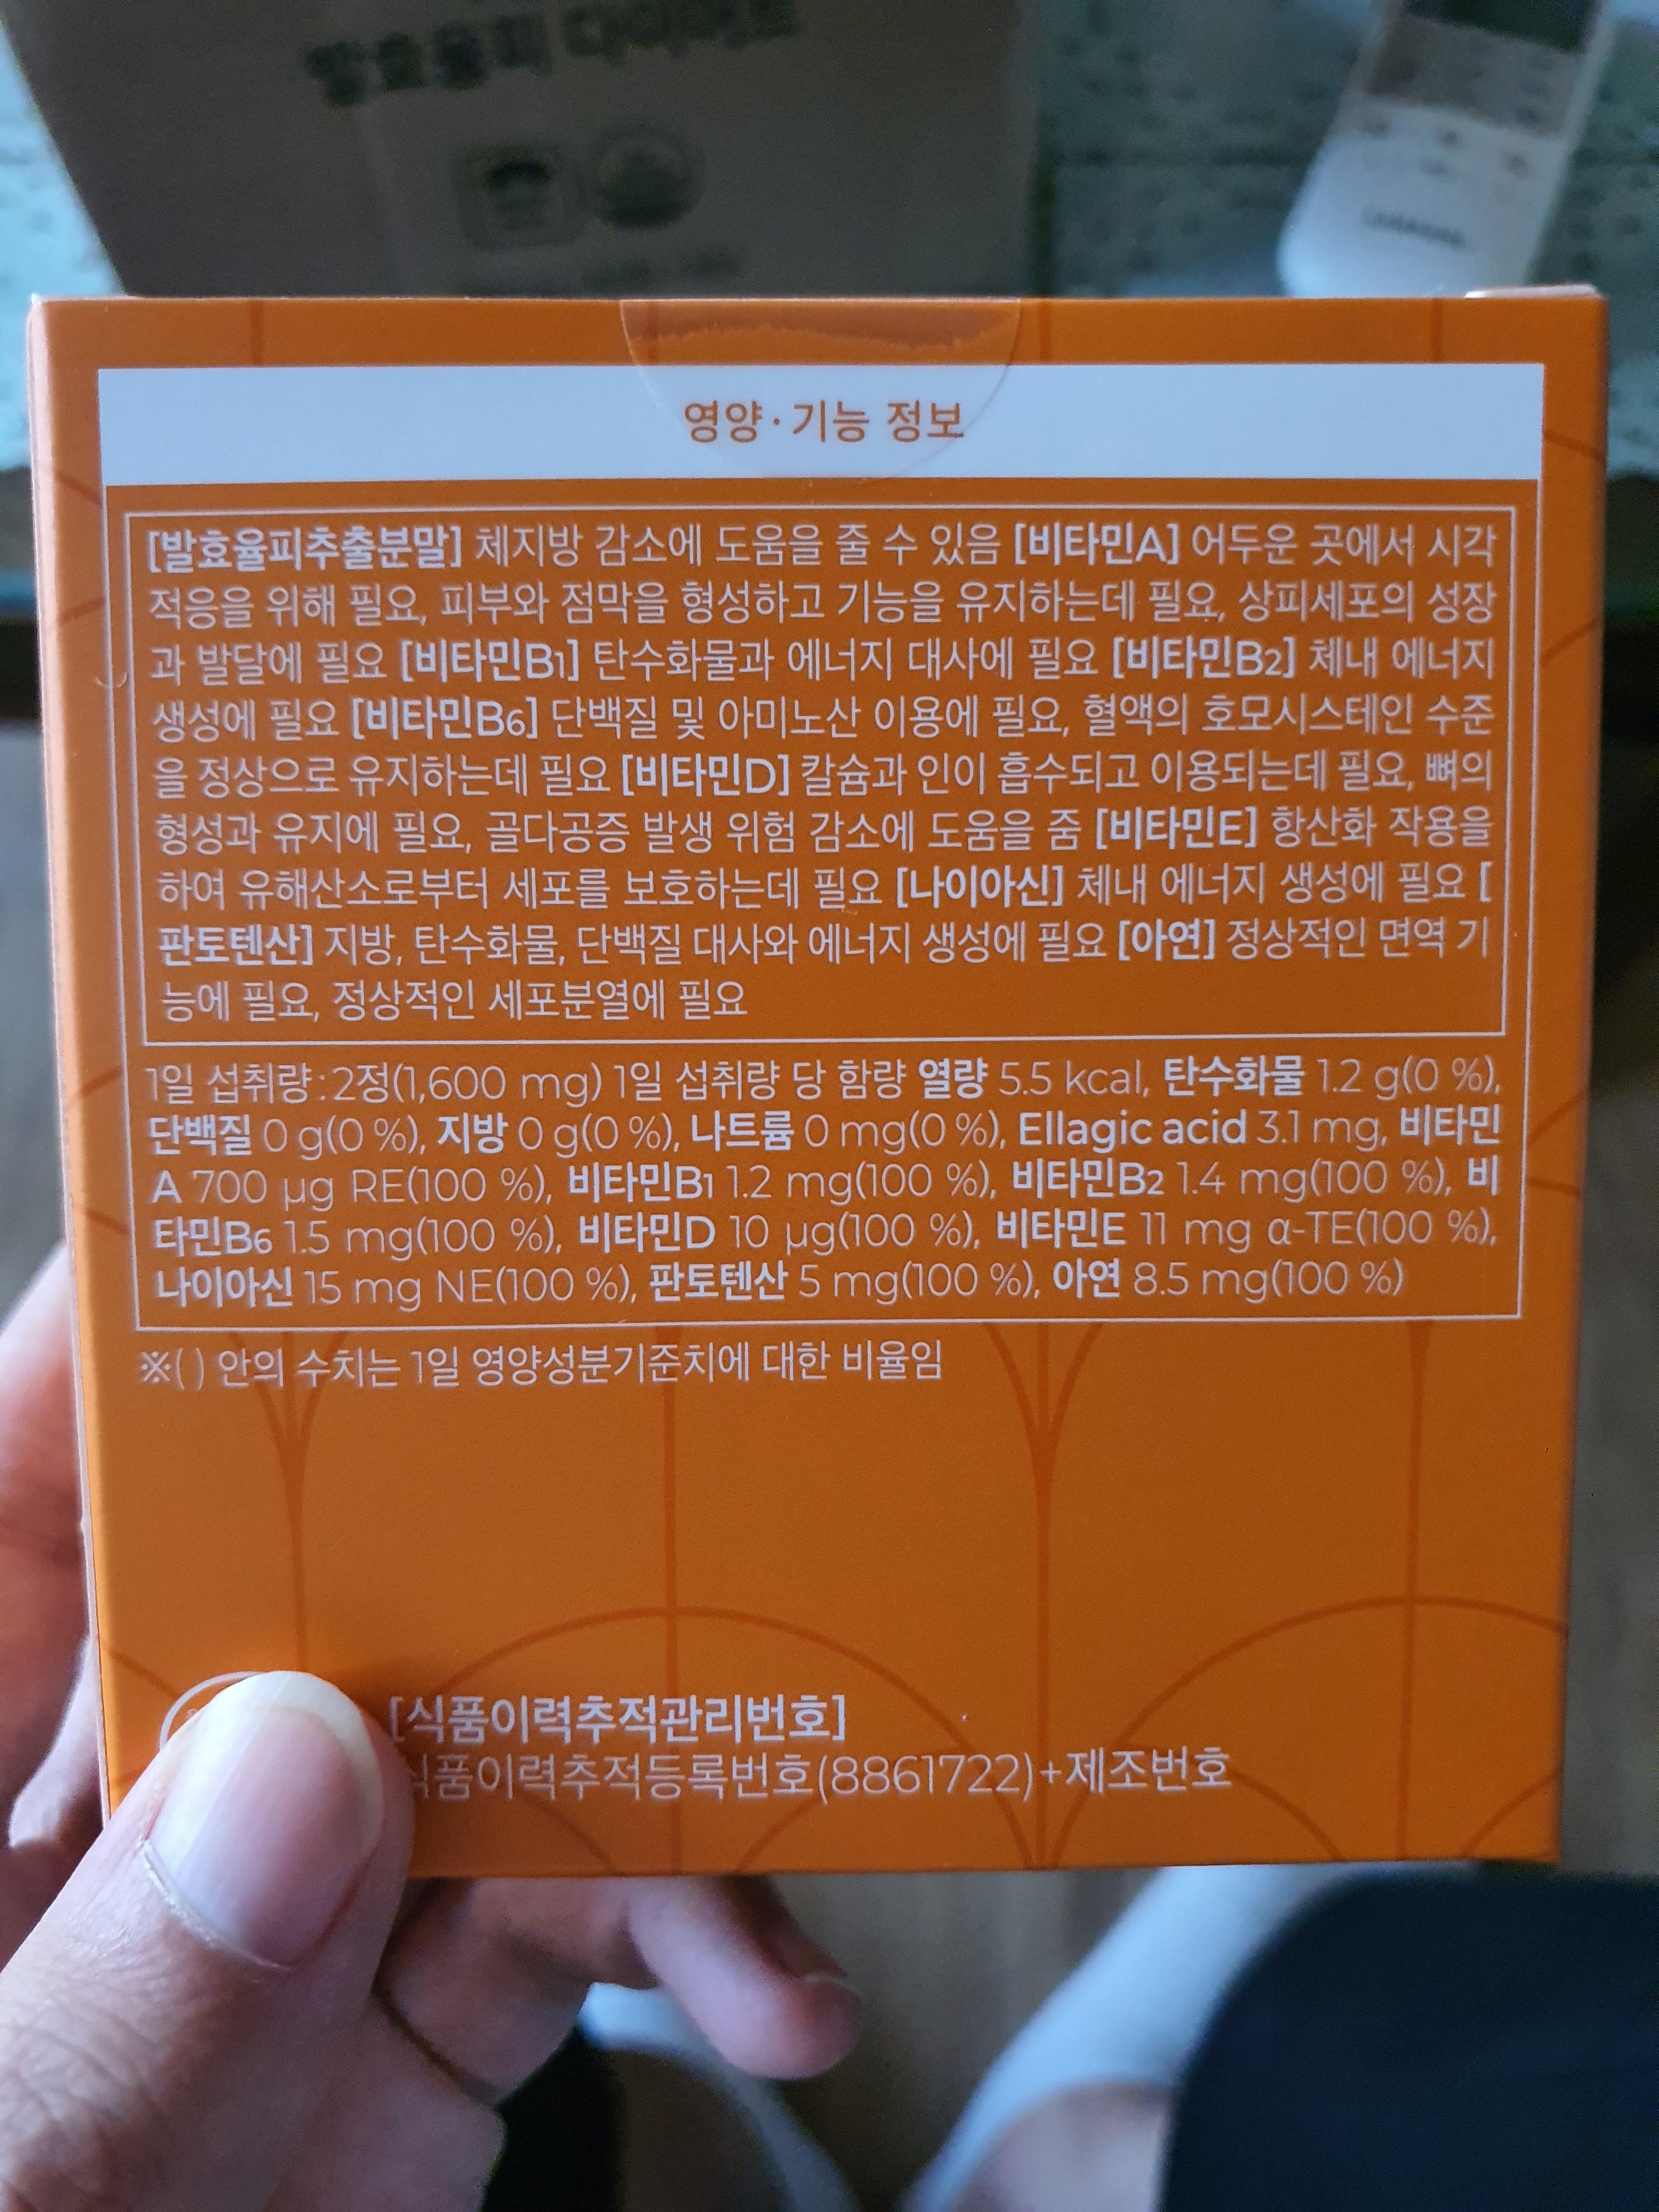 발효율피 다이어트
영양·기능 정보
[발효율피추출분말] 체지방 감소에 도움을 줄 수 있음 [비타민A] 어두운 곳에서 시각
적응을 위해 필요, 피부와 점막을 형성하고 기능을 유지하는데 필요, 상피세포의 성장
과 발달에 필요 [비타민B1] 탄수화물과 에너지 대사에 필요 [비타민B2] 체내 에너지
생성에 필요 [비타민B6] 단백질 및 아미노산 이용에 필요, 혈액의 호모시스테인 수준
을 정상으로 유지하는데 필요 [비타민D] 칼슘과 인이 흡수되고 이용되는데 필요, 뼈의
형성과 유지에 필요, 골다공증 발생 위험 감소에 도움을 줌 [비타민E] 항산화 작용을
하여 유해산소로부터 세포를 보호하는데 필요 [나이아신] 체내 에너지 생성에 필요 [
판토텐산] 지방, 탄수화물, 단백질 대사와 에너지 생성에 필요 [아연] 정상적인 면역 기
능에 필요, 정상적인 세포분열에 필요
1일 섭취량:2정(1,600 mg) 1일 섭취량 당 함량 열량 5.5 kcal, 탄수화물 1.2 g(0 %),
단백질 0 g(0 %), 지방 0 g(0 %), 나트륨 0 mg(0 %), Ellagic acid 3.1 mg, 비타민
A 700 µg RE(100 %), 비타민B1 1.2 mg(100 %), 비타민B2 1.4 mg(100 %), 비
타민B6 1.5 mg(100 %), 비타민D 10 µg(100 %), 비타민E 11 mg α-TE(100 %),
나이아신 15 mg NE(100 %), 판토텐산 5 mg(100 %), 아연 8.5 mg(100 %)
※( ) 안의 수치는 1일 영양성분기준치에 대한 비율임
[식품이력추적관리번호]
식품이력추적등록번호(8861722)+제조번호